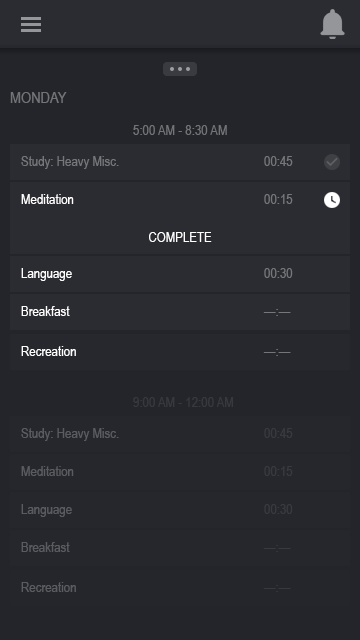 MONDAY
5:00 AM - 8:30 AM
Study: Heavy Misc. 00:45
Meditation 00:15
COMPLETE
Language 00:30
Breakfast —:—
Recreation —:—
9:00 AM - 12:00 AM
Study: Heavy Misc. 00:45
Meditation 00:15
Language 00:30
Breakfast —:—
Recreation —:—